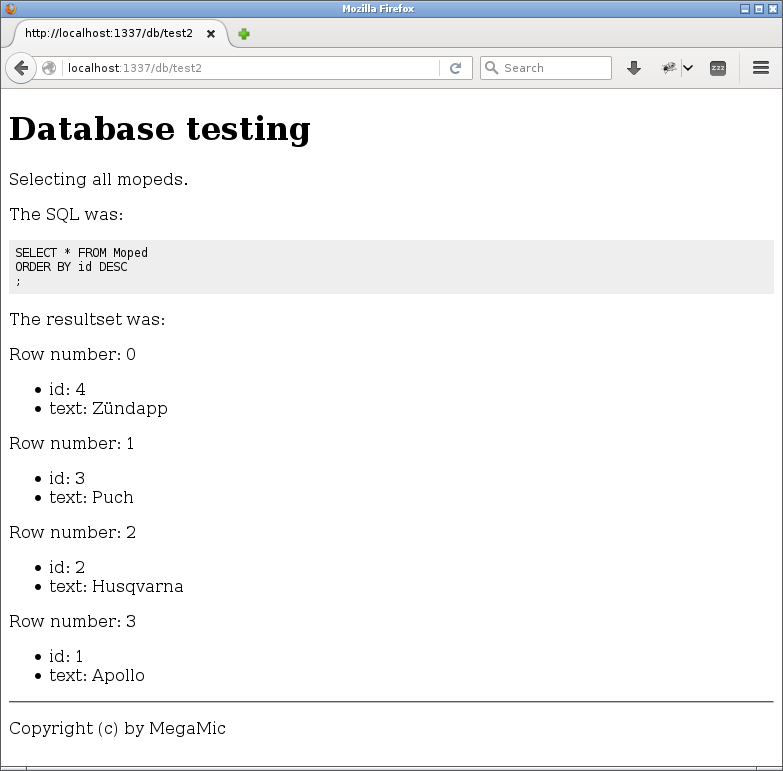 Mozilla Firefox
http://localhost:1337/db/test2
localhost:1337/db/test2
Search
zzz
Database testing
Selecting all mopeds.
The SQL was:
SELECT * FROM Moped
ORDER BY id DESC
;
The resultset was:
Row number: 0
id: 4
text: Zündapp
Row number: 1
id: 3
text: Puch
Row number: 2
id: 2
text: Husqvarna
Row number: 3
id: 1
text: Apollo
Copyright (c) by MegaMic